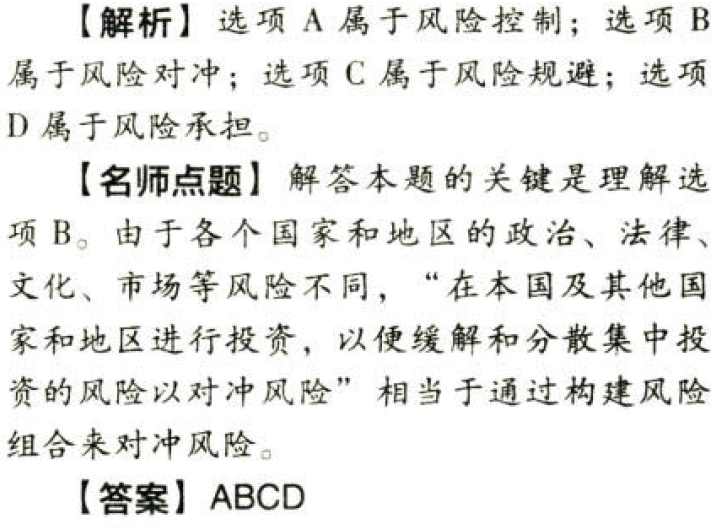 【解析】选项 A 属于风险控制；选项 B
属于风险对冲；选项 C 属于风险规避；选项
D 属于风险承担。
【名师点题】解答本题的关键是理解选
项 B。由于各个国家和地区的政治、法律、
文化、市场等风险不同，“在本国及其他国
家和地区进行投资，以便缓解和分散集中投
资的风险以对冲风险”相当于通过构建风险
组合来对冲风险。
【答案】ABCD